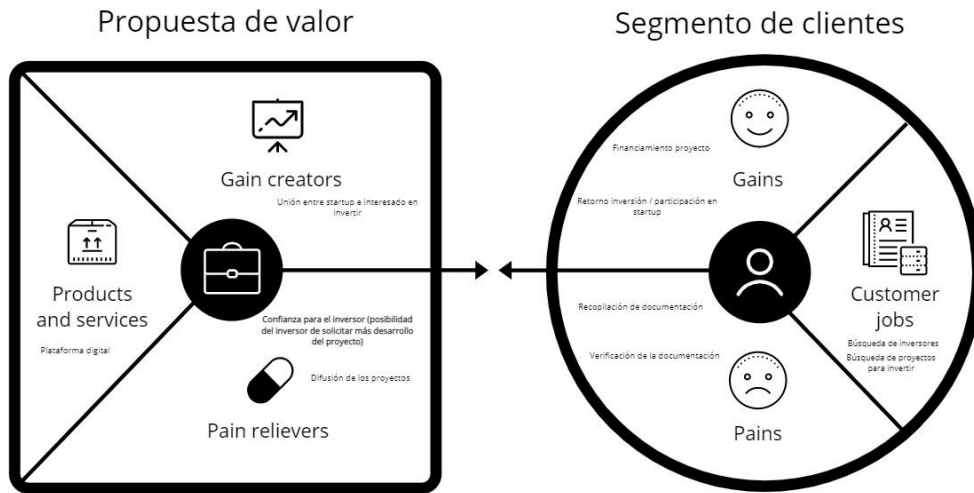 Propuesta de valor
Gain creators
Unión entre startup e interesado en
invertir
Products
and services
Plataforma digital
Confianza para el inversor (posibilidad
del inversor de solicitar más desarrollo
del proyecto)
Difusión de los proyectos
Pain relievers
Segmento de clientes
Financiamiento proyecto
Gains
Retorno inversión / participación en
startup
Recopilación de documentación
Verificación de la documentación
Pains
Customer
jobs
Búsqueda de inversores
Búsqueda de proyectos
para invertir